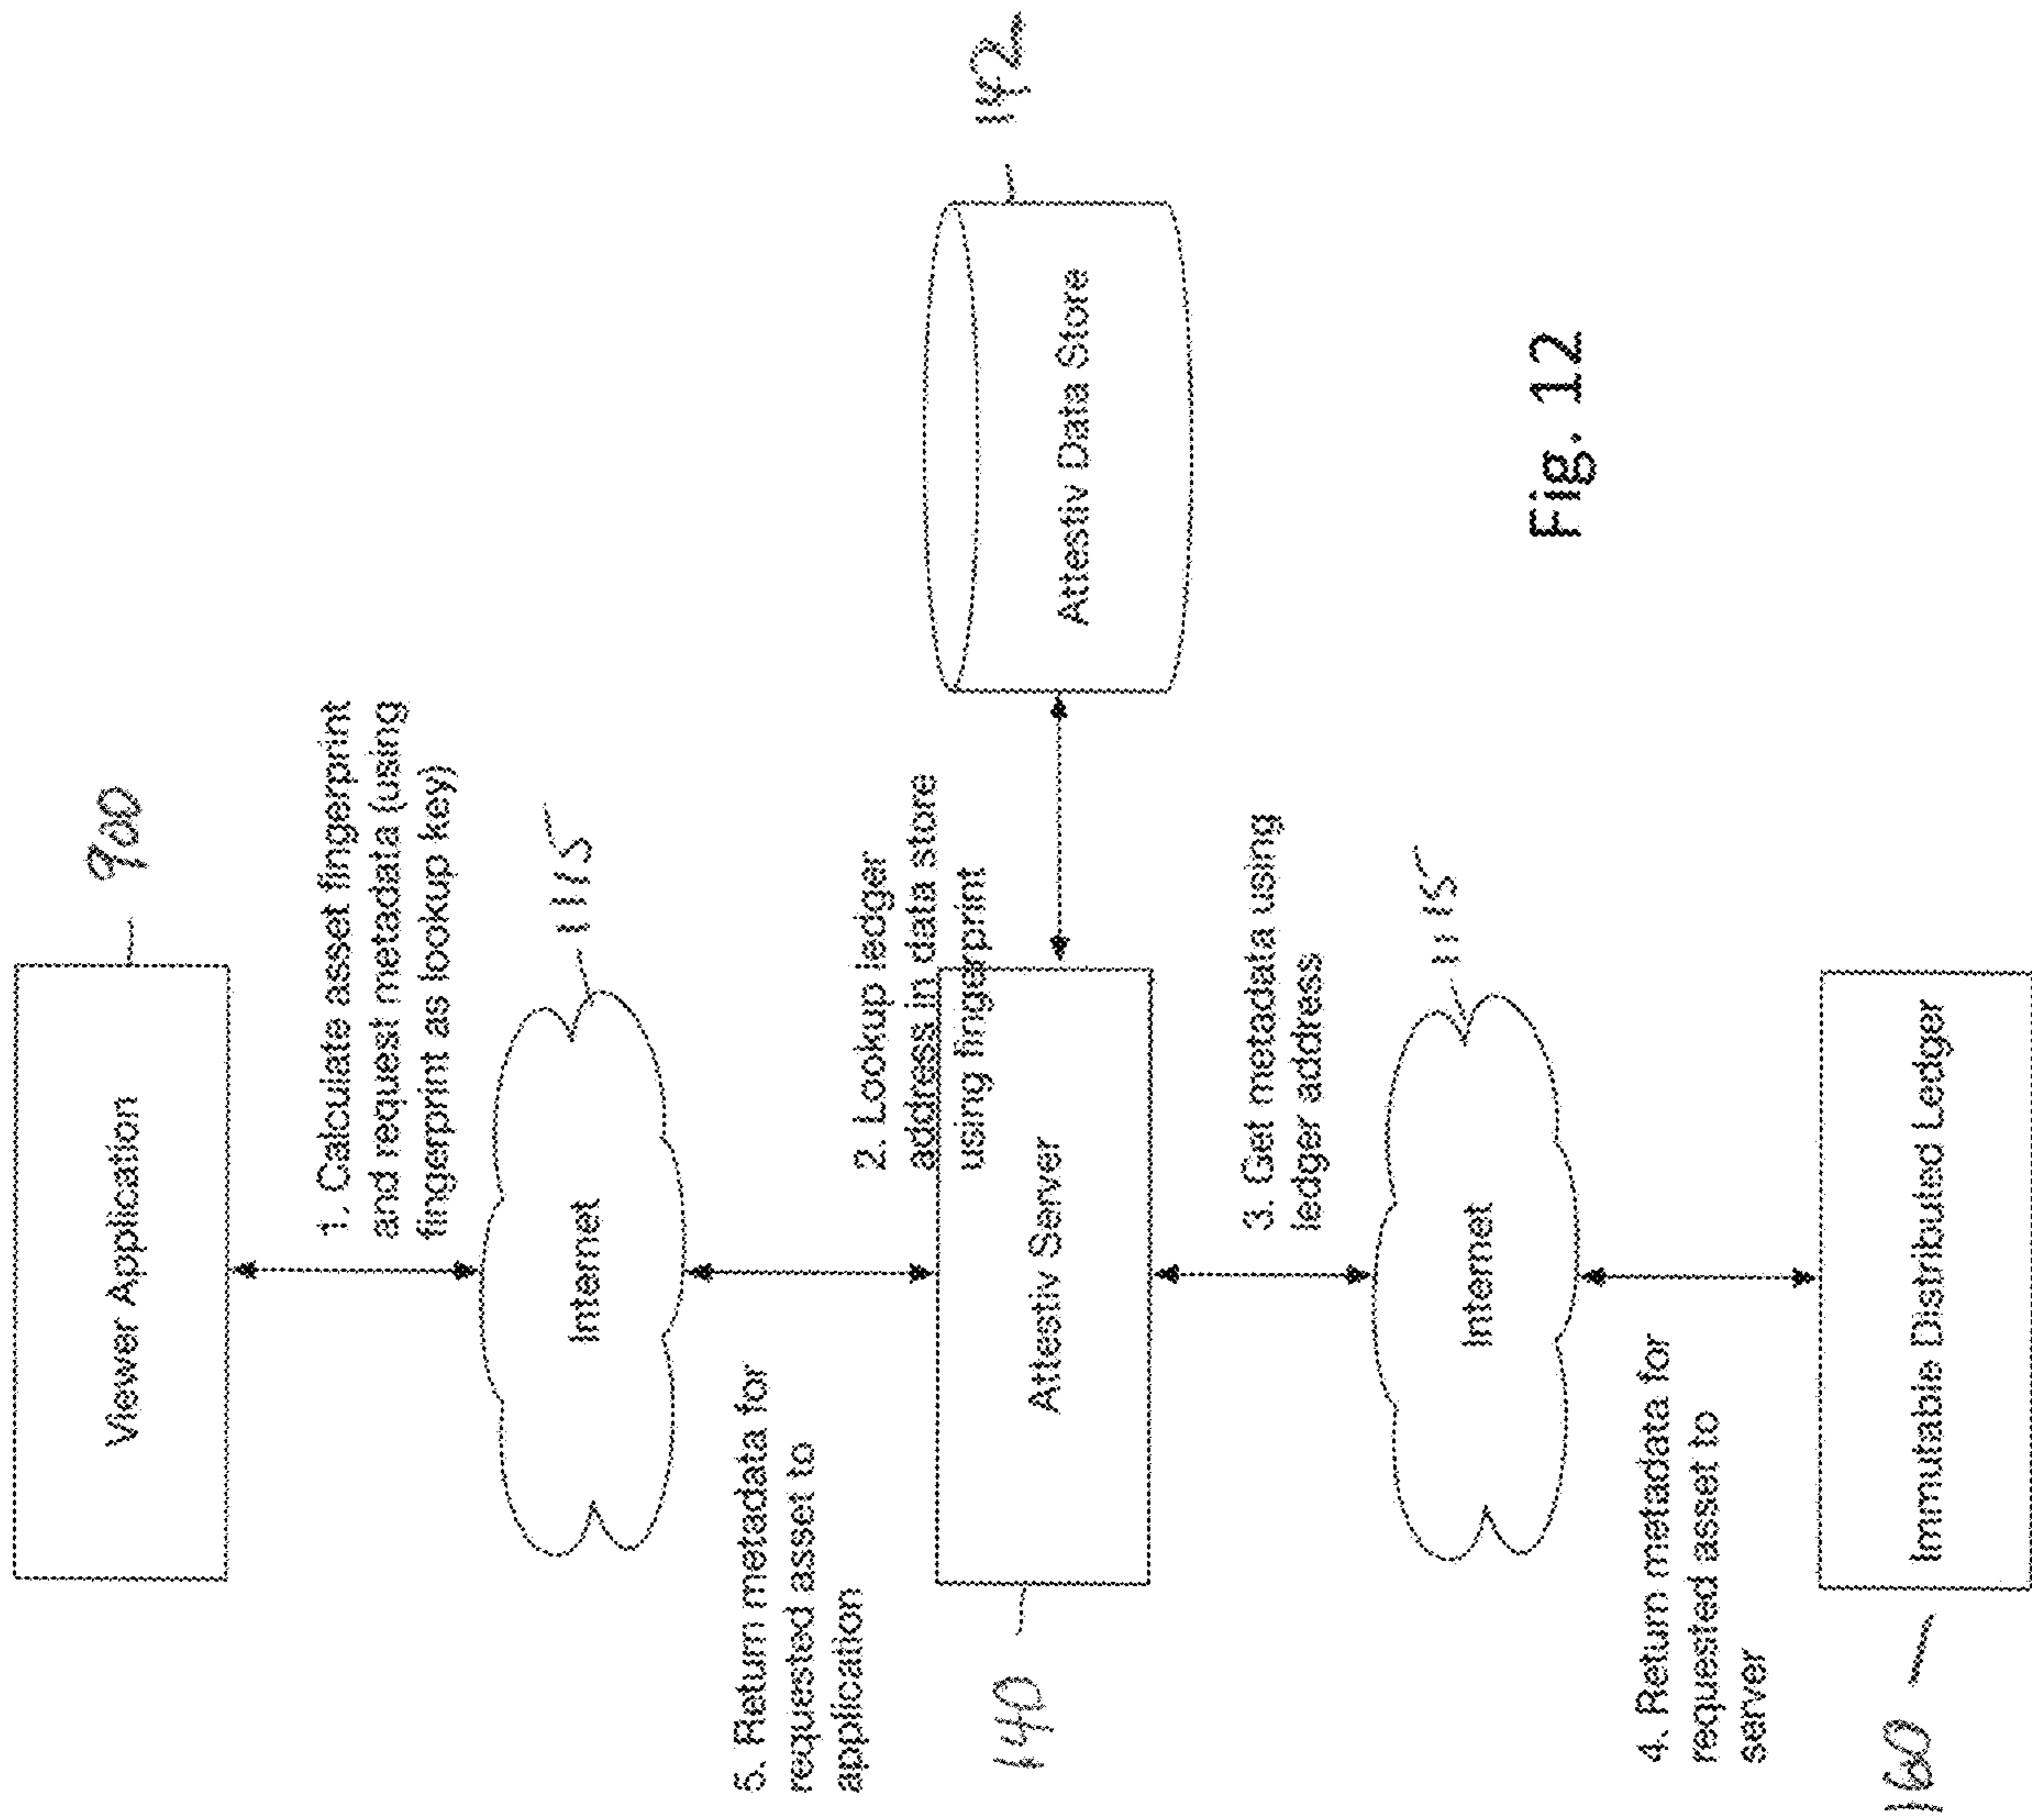 900
Viewer Application
1. Calculate asset fingerprint
and request metadata (using
fingerprint as lookup key)
1115
Internet
5. Return metadata for
requested asset to
application
2. Lookup ledger
address in data store
using fingerprint
Attestiv Server
140
Attestiv Data Store
142
3. Get metadata using
ledger address
1115
Internet
4. Return metadata for
requested asset to
server
Immutable Distributed Ledger
160
Fig. 12